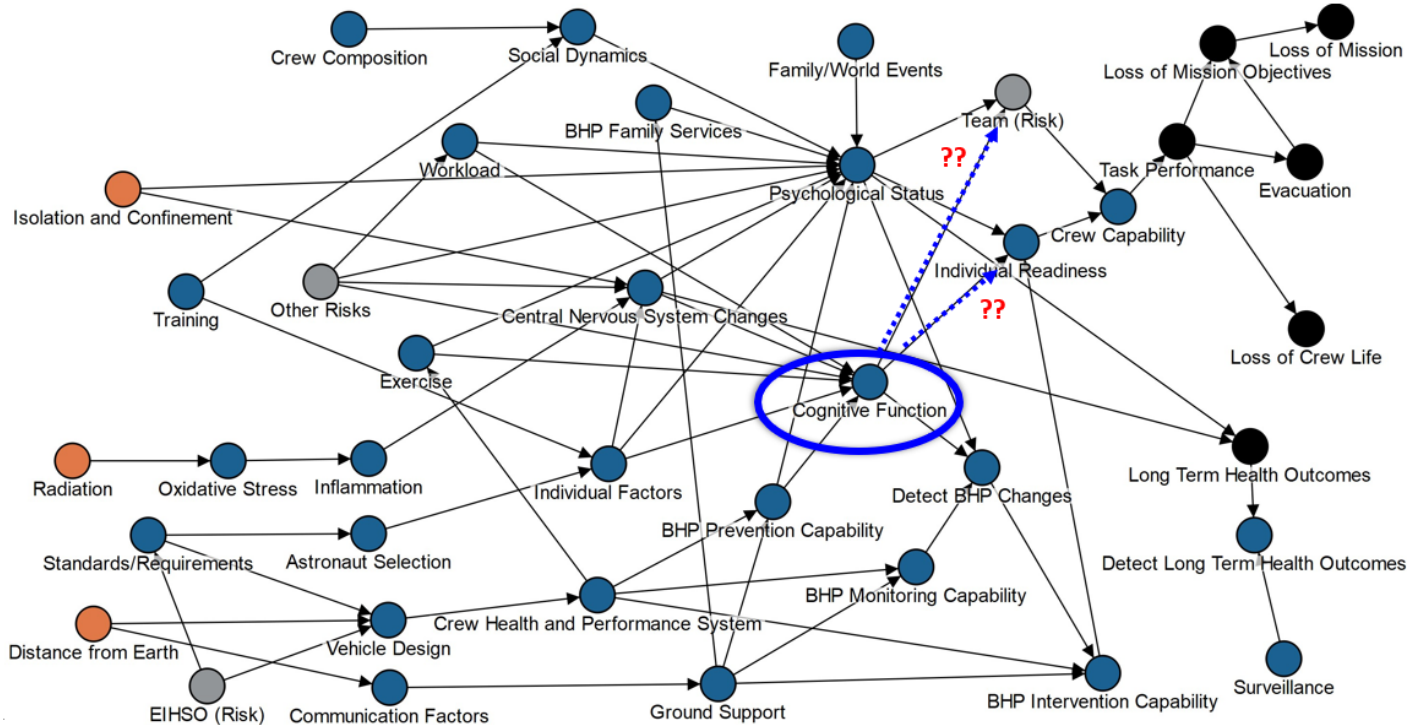 Crew Composition
Social Dynamics
Family/World Events
Loss of Mission
Loss of Mission Objectives
BHP Family Services
Team (Risk)
??
Workload
Task Performance
Evacuation
Psychological Status
Isolation and Confinement
Crew Capability
Individual Readiness
??
Training
Other Risks
Central Nervous System Changes
Loss of Crew Life
Exercise
Cognitive Function
Radiation
Oxidative Stress
Inflammation
Individual Factors
Detect BHP Changes
Long Term Health Outcomes
BHP Prevention Capability
Standards/Requirements
Astronaut Selection
Detect Long Term Health Outcomes
BHP Monitoring Capability
Crew Health and Performance System
Distance from Earth
Vehicle Design
EIHSO (Risk)
Communication Factors
Ground Support
BHP Intervention Capability
Surveillance